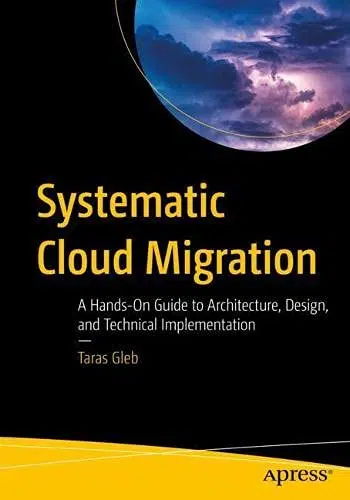 Systematic
Cloud Migration
A Hands-On Guide to Architecture, Design,
and Technical Implementation
—
Taras Gleb
Apress®